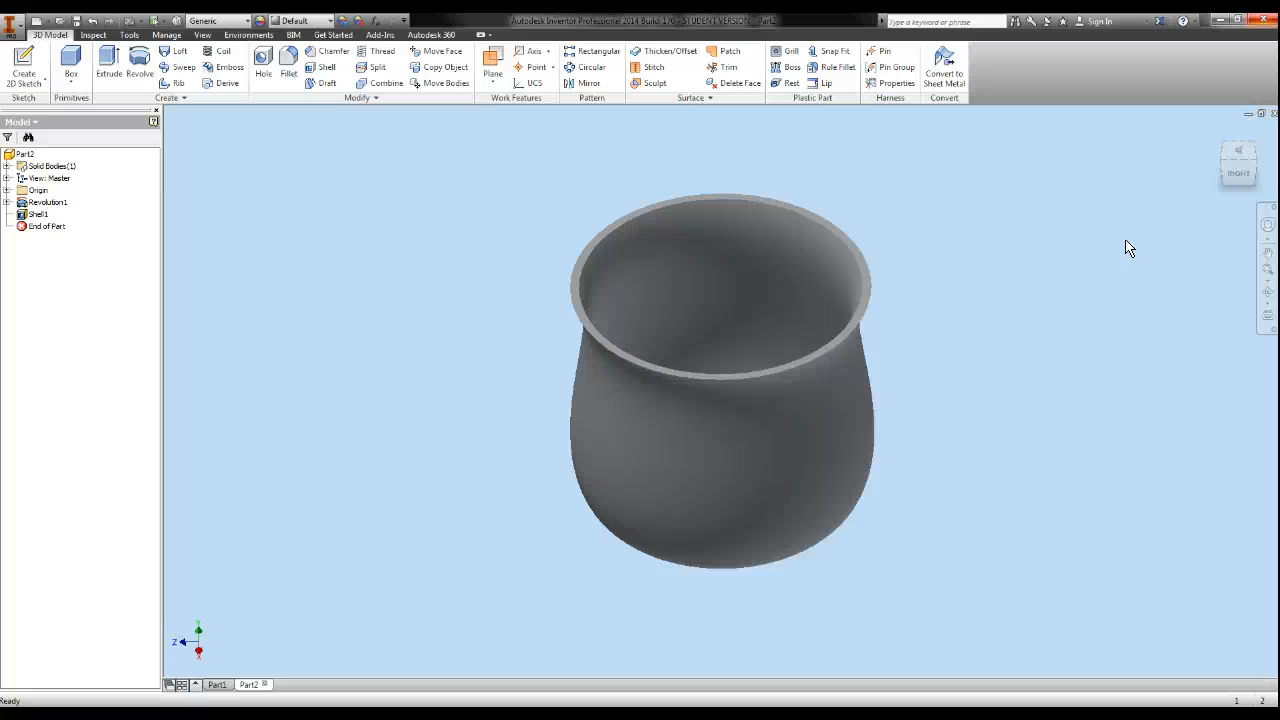 Generic
Default
Autodesk Inventor Professional 2014 Build: 170 - STUDENT VERSION Part2
Type a keyword or phrase
Sign In
PRO
3D Model Inspect Tools Manage View Environments BIM Get Started Add-Ins Autodesk 360
Create 2D Sketch
Box
Extrude
Revolve
Loft
Sweep
Rib
Coil
Emboss
Derive
Hole
Fillet
Chamfer
Shell
Draft
Thread
Split
Combine
Move Face
Copy Object
Move Bodies
Plane
Axis
Point
UCS
Rectangular
Circular
Mirror
Thicken/Offset
Stitch
Sculpt
Patch
Trim
Delete Face
Grill
Boss
Rest
Snap Fit
Rule Fillet
Lip
Pin
Pin Group
Properties
Convert to Sheet Metal
Sketch Primitives Create Modify Work Features Pattern Surface Plastic Part Harness Convert
Model
Part2
Solid Bodies(1)
View: Master
Origin
Revolution1
Shell1
End of Part
RIGHT
Y
Z
X
Part1 Part2
Ready
1 2